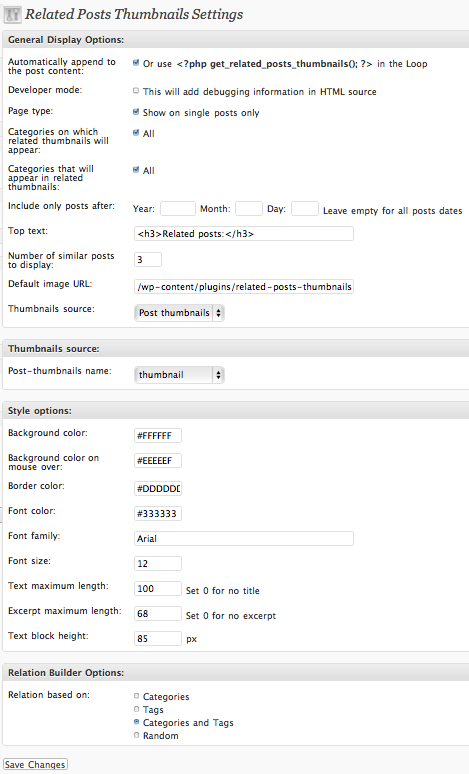 Related Posts Thumbnails Settings
General Display Options:
Automatically append to the post content:
Or use <?php get_related_posts_thumbnails(); ?> in the Loop
Developer mode:
This will add debugging information in HTML source
Page type:
Show on single posts only
Categories on which related thumbnails will appear:
All
Categories that will appear in related thumbnails:
All
Include only posts after:
Year: Month: Day: Leave empty for all posts dates
Top text:
<h3>Related posts:</h3>
Number of similar posts to display:
3
Default image URL:
/wp-content/plugins/related-posts-thumbnails
Thumbnails source:
Post thumbnails
Thumbnails source:
Post-thumbnails name:
thumbnail
Style options:
Background color:
#FFFFFF
Background color on mouse over:
#EEEEEF
Border color:
#DDDDDD
Font color:
#333333
Font family:
Arial
Font size:
12
Text maximum length:
100 Set 0 for no title
Excerpt maximum length:
68 Set 0 for no excerpt
Text block height:
85 px
Relation Builder Options:
Relation based on:
Categories
Tags
Categories and Tags
Random
Save Changes